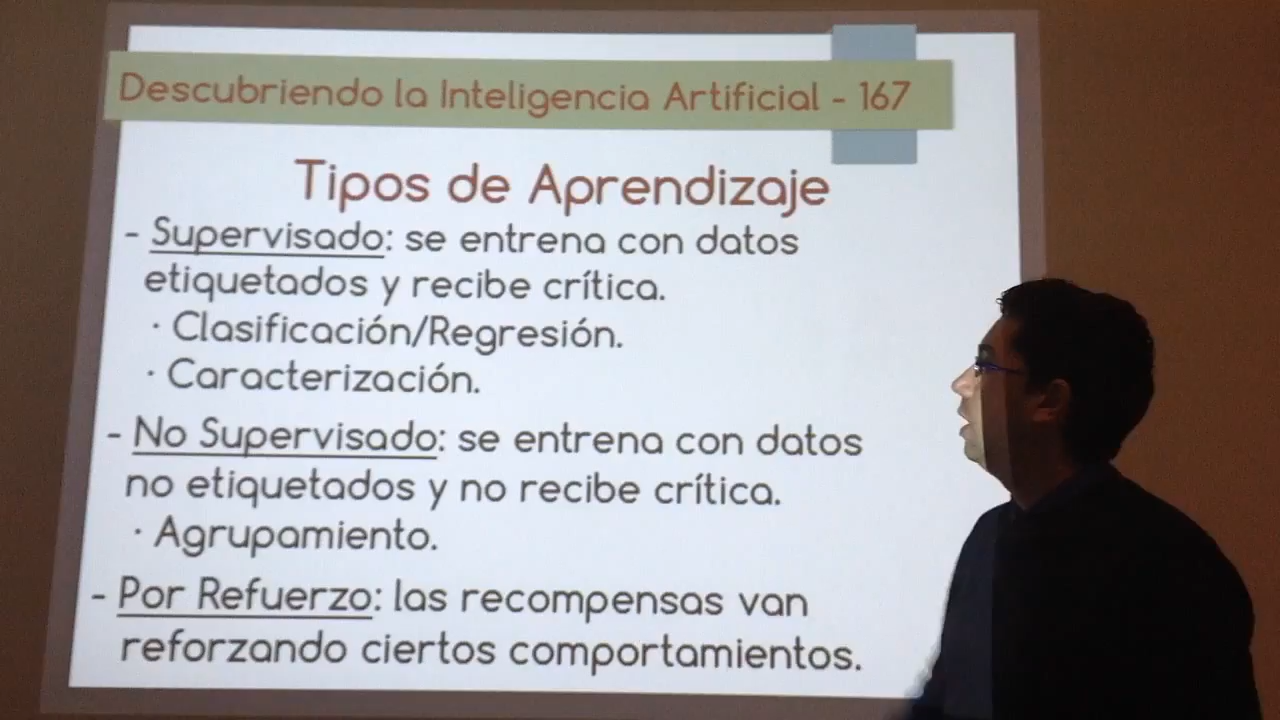 Descubriendo la Inteligencia Artificial - 167
Tipos de Aprendizaje
- Supervisado: se entrena con datos
etiquetados y recibe crítica.
· Clasificación/Regresión.
· Caracterización.
- No Supervisado: se entrena con datos
no etiquetados y no recibe crítica.
· Agrupamiento.
- Por Refuerzo: las recompensas van
reforzando ciertos comportamientos.